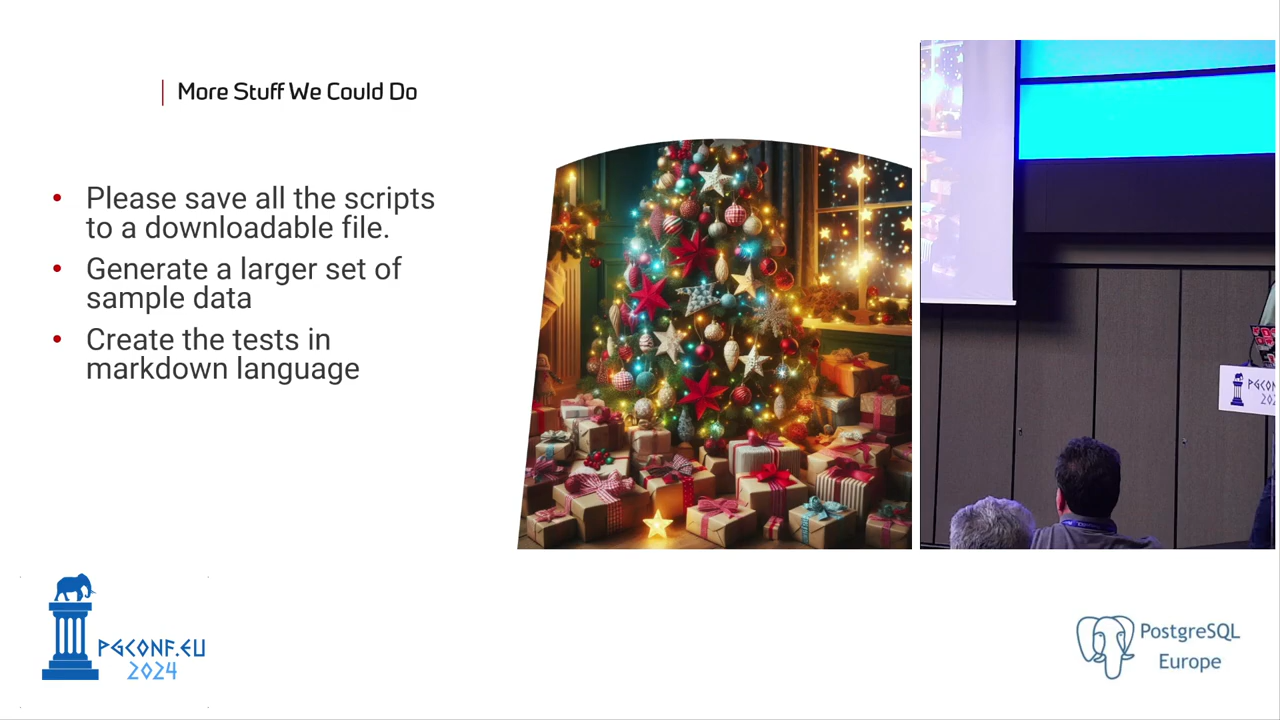 More Stuff We Could Do
• Please save all the scripts
to a downloadable file.
• Generate a larger set of
sample data
• Create the tests in
markdown language
PGCONF.EU
2024
PostgreSQL
Europe